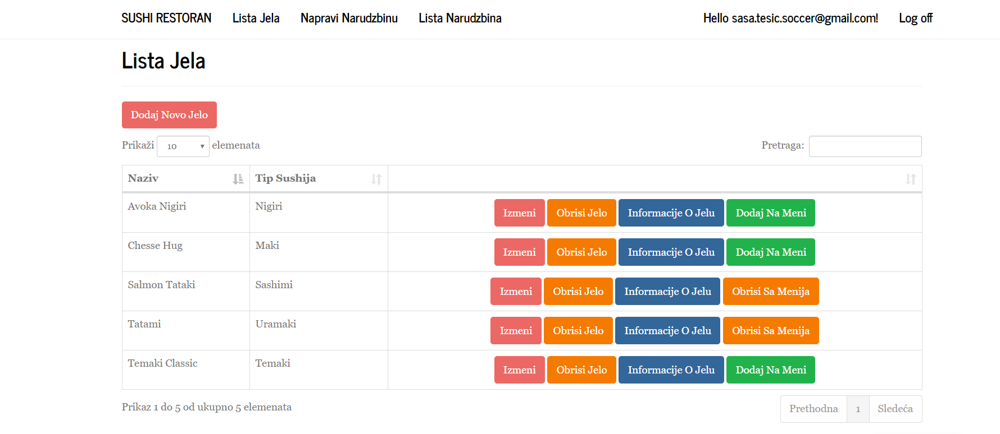 SUSHI RESTORAN Lista Jela Napravi Narudzbinu Lista Narudzbina Hello sasa.tesic.soccer@gmail.com! Log off
Lista Jela
Dodaj Novo Jelo
Prikaži 10 elemenata Pretraga:
Naziv Tip Sushija
Avoka Nigiri Nigiri Izmeni Obrisi Jelo Informacije O Jelu Dodaj Na Meni
Chesse Hug Maki Izmeni Obrisi Jelo Informacije O Jelu Dodaj Na Meni
Salmon Tataki Sashimi Izmeni Obrisi Jelo Informacije O Jelu Obrisi Sa Menija
Tatami Uramaki Izmeni Obrisi Jelo Informacije O Jelu Obrisi Sa Menija
Temaki Classic Temaki Izmeni Obrisi Jelo Informacije O Jelu Dodaj Na Meni
Prikaz 1 do 5 od ukupno 5 elemenata Prethodna 1 Sledeća